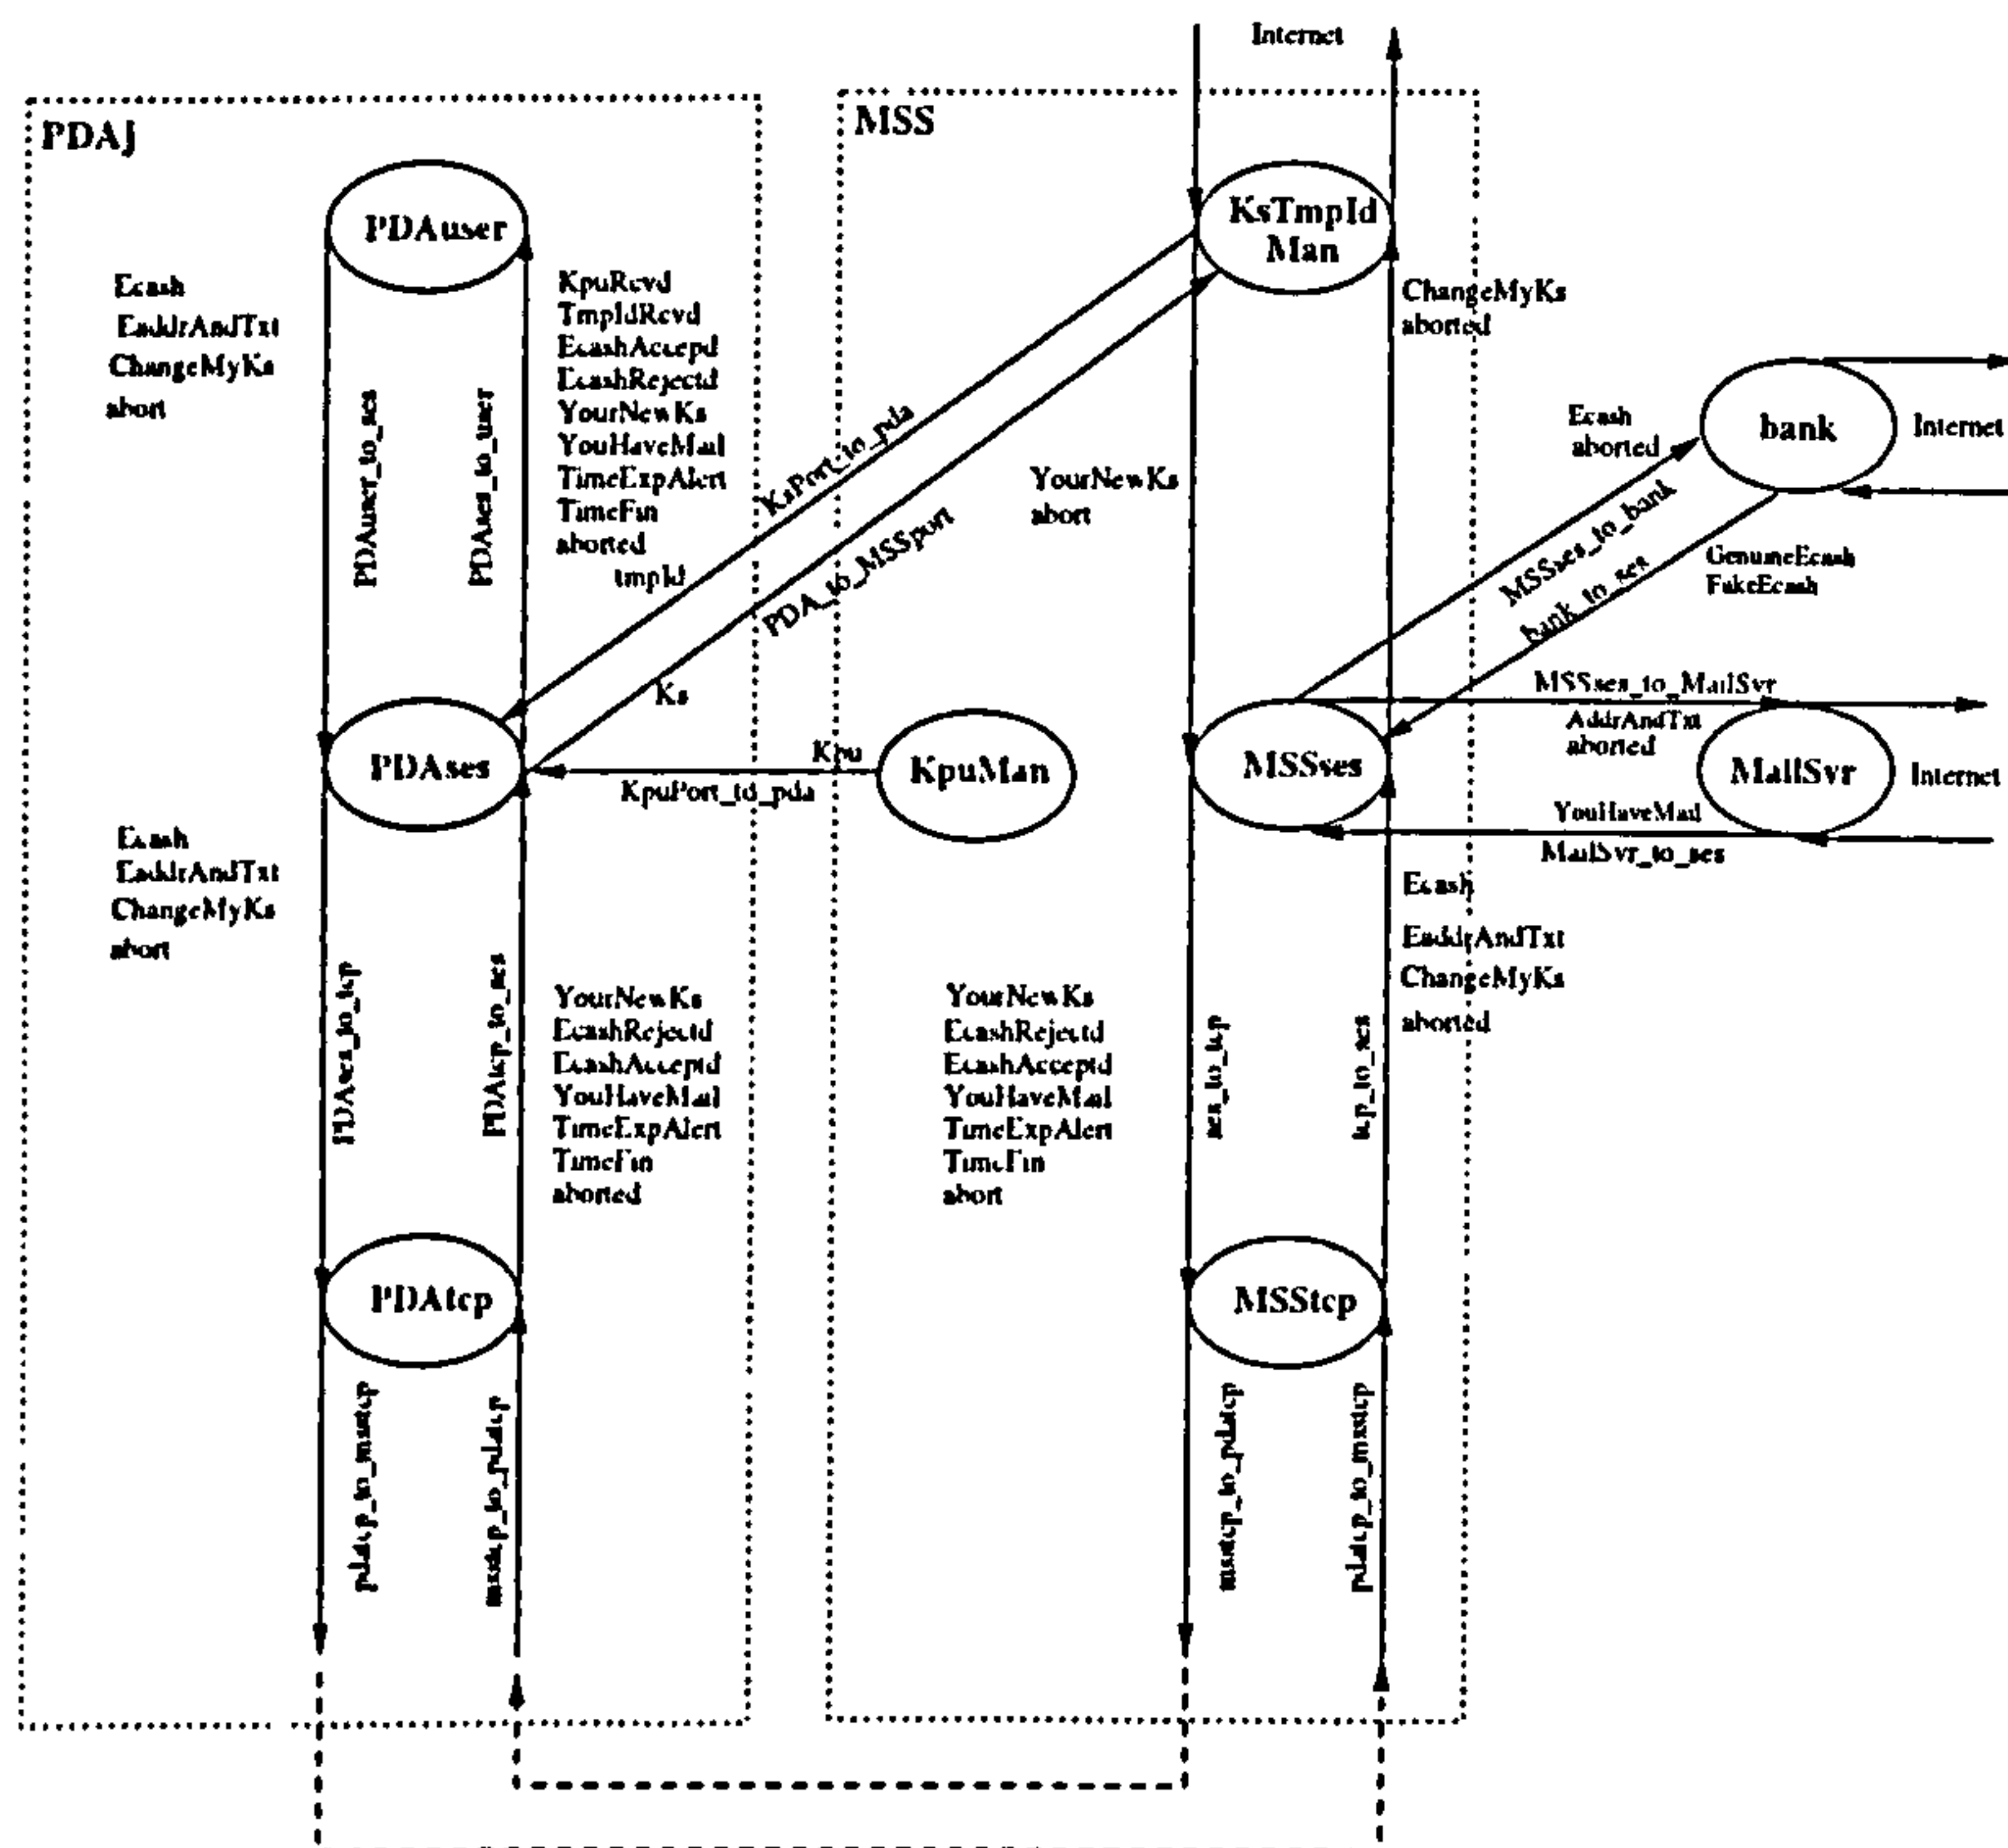 Internet
PDAJ
MSS
PDAuser
KsTmpId
Man
Ecash
EaddrAndTxt
ChangeMyKs
abort
PDAuser_to_ses
PDAses_to_user
KpuRcvd
TmpIdRcvd
EcashAccepd
EcashRejectd
YourNewKs
YouHaveMail
TimeExpAlert
TimeFin
aborted
tmpId
KsPort_to_pda
PDA_to_MSSport
Ks
YourNewKs
abort
ChangeMyKs
aborted
Ecash
aborted
bank
Internet
MSSses_to_bank
bank_to_ses
GenuineEcash
FakeEcash
PDAses
Kpu
KpuPort_to_pda
KpuMan
MSSses
MSSses_to_MailSvr
AddrAndTxt
aborted
MailSvr
Internet
YouHaveMail
MailSvr_to_ses
Ecash
EaddrAndTxt
ChangeMyKs
abort
PDAses_to_tcp
PDAtcp_to_ses
YourNewKs
EcashRejectd
EcashAcceptd
YouHaveMail
TimeExpAlert
TimeFin
aborted
YourNewKs
EcashRejectd
EcashAcceptd
YouHaveMail
TimeExpAlert
TimeFin
abort
ses_to_tcp
tcp_to_ses
Ecash
EaddrAndTxt
ChangeMyKs
aborted
PDAtcp
MSStcp
pdatcp_to_msstcp
msstcp_to_pdatcp
msstcp_to_pdatcp
pdatcp_to_msstcp